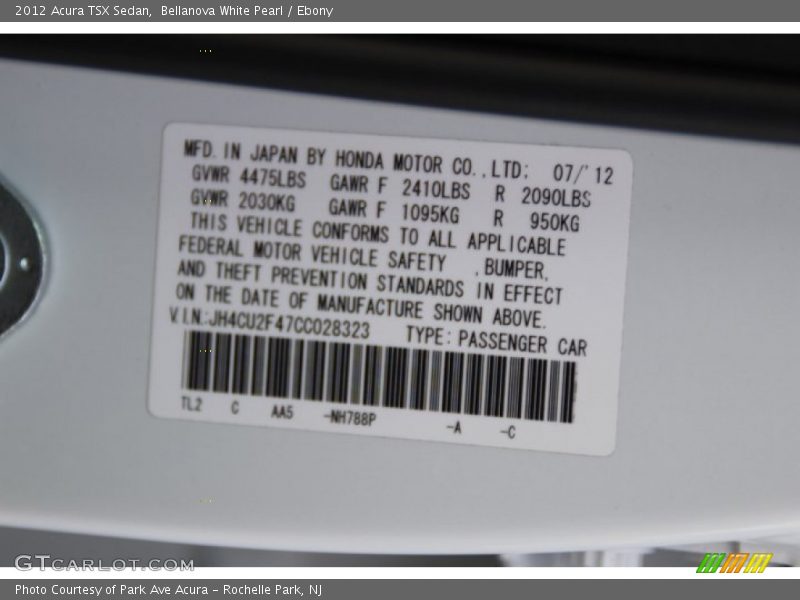 2012 Acura TSX Sedan,  Bellanova White Pearl / Ebony
MFD. IN JAPAN BY HONDA MOTOR CO.,LTD; 07/'12
GVWR 4475LBS GAWR F 2410LBS R 2090LBS
GVWR 2030KG GAWR F 1095KG R 950KG
THIS VEHICLE CONFORMS TO ALL APPLICABLE
FEDERAL MOTOR VEHICLE SAFETY ,BUMPER,
AND THEFT PREVENTION STANDARDS IN EFFECT
ON THE DATE OF MANUFACTURE SHOWN ABOVE.
V.I.N.:JH4CU2F47CC028323 TYPE:PASSENGER CAR
TL2 C AA5 -NH788P -A -C
GTCARLOT.COM
Photo Courtesy of Park Ave Acura - Rochelle Park, NJ